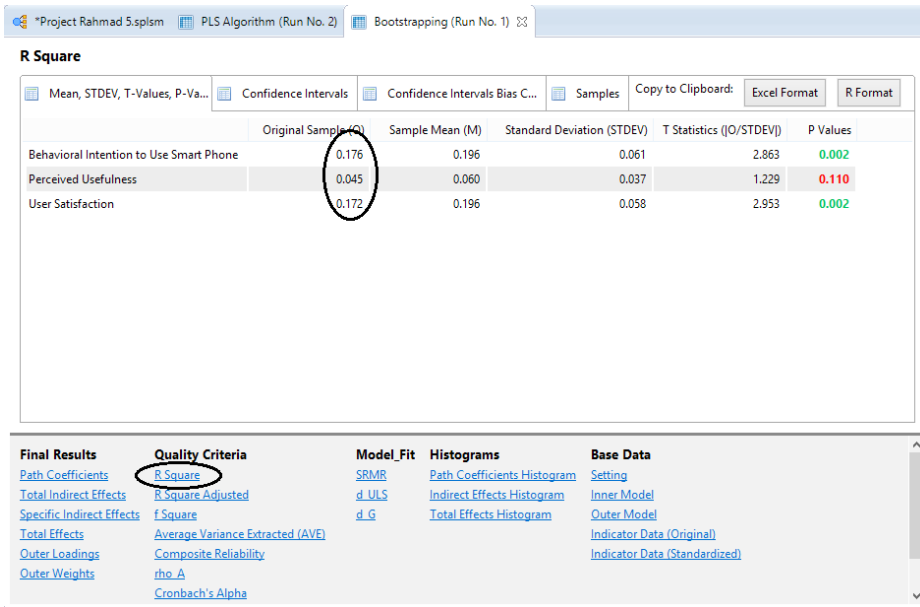 *Project Rahmad 5.splsm PLS Algorithm (Run No. 2) Bootstrapping (Run No. 1)
R Square
Mean, STDEV, T-Values, P-Va... Confidence Intervals Confidence Intervals Bias C... Samples Copy to Clipboard: Excel Format R Format
Original Sample (O) Sample Mean (M) Standard Deviation (STDEV) T Statistics (|O/STDEV|) P Values
Behavioral Intention to Use Smart Phone 0.176 0.196 0.061 2.863 0.002
Perceived Usefulness 0.045 0.060 0.037 1.229 0.110
User Satisfaction 0.172 0.196 0.058 2.953 0.002
Final Results Quality Criteria Model_Fit Histograms Base Data
Path Coefficients R Square SRMR Path Coefficients Histogram Setting
Total Indirect Effects R Square Adjusted d_ULS Indirect Effects Histogram Inner Model
Specific Indirect Effects f Square d_G Total Effects Histogram Outer Model
Total Effects Average Variance Extracted (AVE) Indicator Data (Original)
Outer Loadings Composite Reliability Indicator Data (Standardized)
Outer Weights rho_A
Cronbach's Alpha